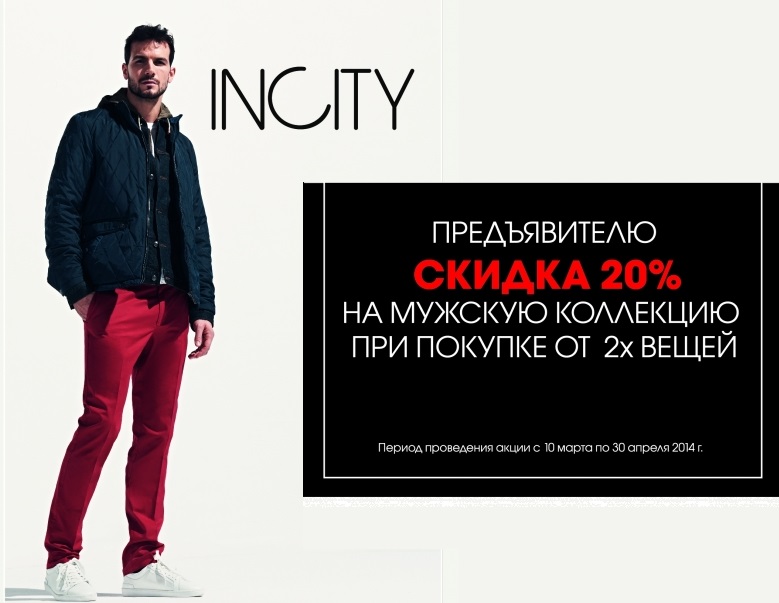 INCITY
ПРЕДЪЯВИТЕЛЮ
СКИДКА 20%
НА МУЖСКУЮ КОЛЛЕКЦИЮ
ПРИ ПОКУПКЕ ОТ 2х ВЕЩЕЙ
Период проведения акции с 10 марта по 30 апреля 2014 г.